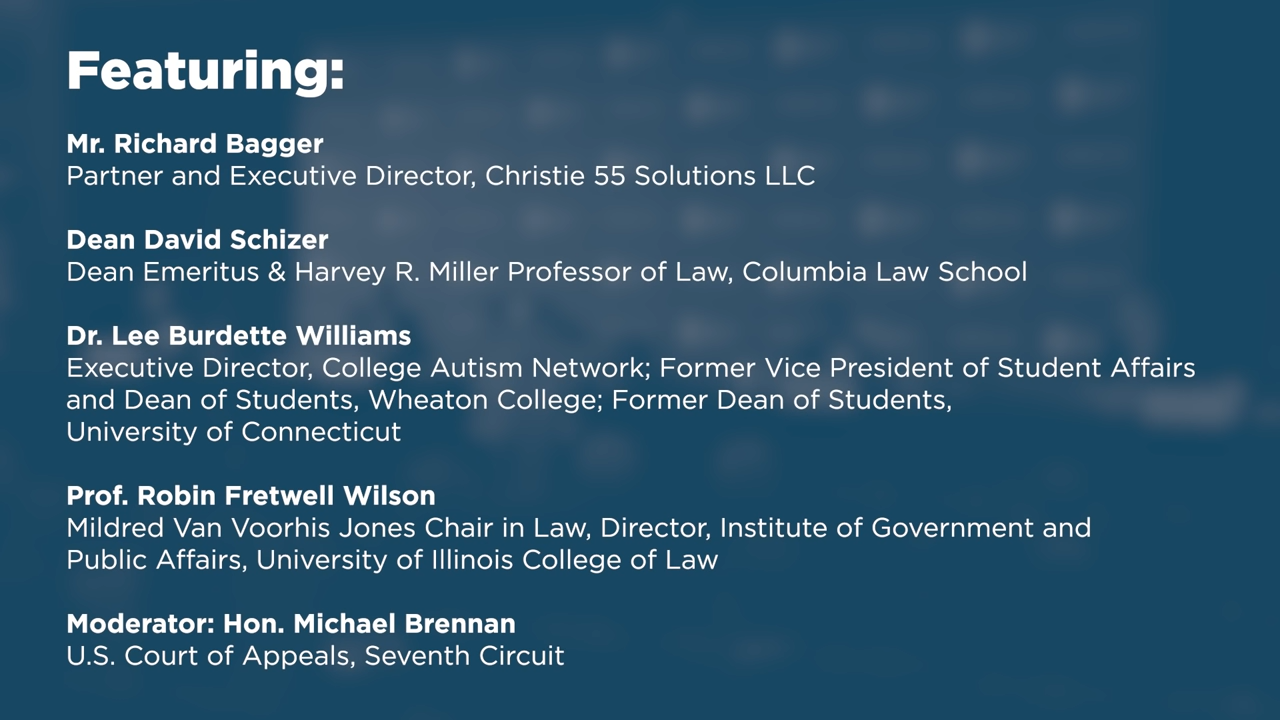 Featuring:
Mr. Richard Bagger
Partner and Executive Director, Christie 55 Solutions LLC
Dean David Schizer
Dean Emeritus & Harvey R. Miller Professor of Law, Columbia Law School
Dr. Lee Burdette Williams
Executive Director, College Autism Network; Former Vice President of Student Affairs
and Dean of Students, Wheaton College; Former Dean of Students,
University of Connecticut
Prof. Robin Fretwell Wilson
Mildred Van Voorhis Jones Chair in Law, Director, Institute of Government and
Public Affairs, University of Illinois College of Law
Moderator: Hon. Michael Brennan
U.S. Court of Appeals, Seventh Circuit